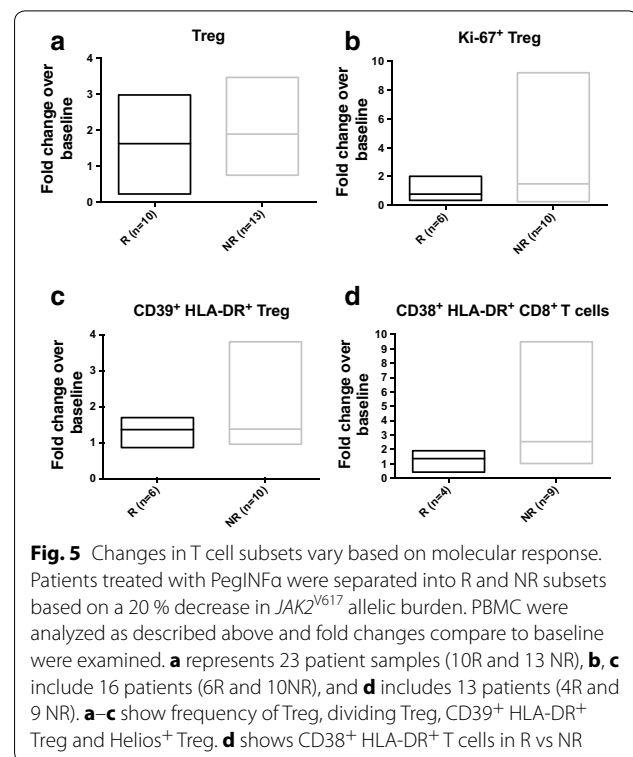 a
Treg
Fold change over
baseline
4
3
2
1
0
R (n=10)
NR (n=13)
b
Ki-67⁺ Treg
Fold change over
baseline
10
8
6
4
2
0
R (n=6)
NR (n=10)
c
CD39⁺ HLA-DR⁺ Treg
Fold change over
baseline
4
3
2
1
0
R (n=6)
NR (n=10)
d
CD38⁺ HLA-DR⁺ CD8⁺ T cells
Fold change over
baseline
10
9
8
7
6
5
4
3
2
1
0
R (n=4)
NR (n=9)
Fig. 5 Changes in T cell subsets vary based on molecular response.
Patients treated with PegINFα were separated into R and NR subsets
based on a 20 % decrease in JAK2ⱽ⁶¹⁷ allelic burden. PBMC were
analyzed as described above and fold changes compare to baseline
were examined. a represents 23 patient samples (10R and 13 NR), b, c
include 16 patients (6R and 10NR), and d includes 13 patients (4R and
9 NR). a–c show frequency of Treg, dividing Treg, CD39⁺ HLA-DR⁺
Treg and Helios⁺ Treg. d shows CD38⁺ HLA-DR⁺ T cells in R vs NR